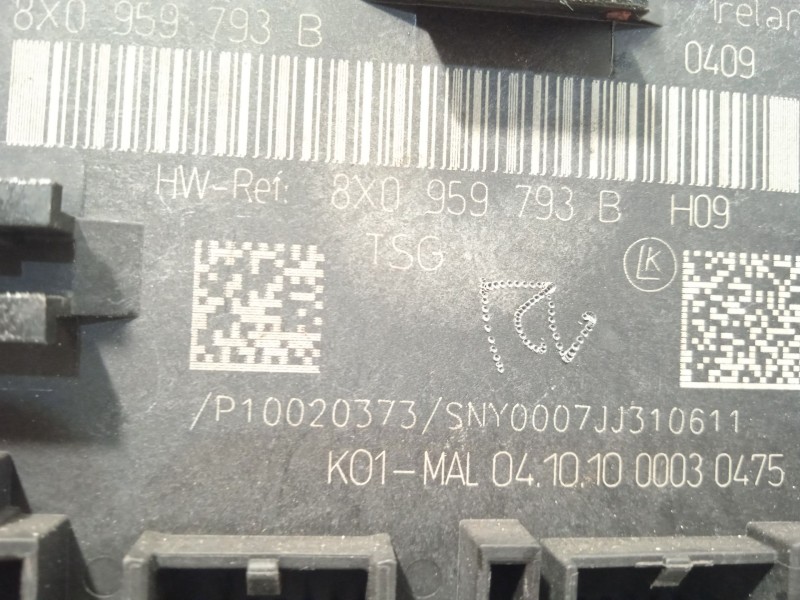 8X0 959 793 B
0409
HW-Ref: 8X0 959 793 B H09
TSG
LK
/P10020373/SNY0007JJ310611
K01-MAL 04.10.10 0003 0475